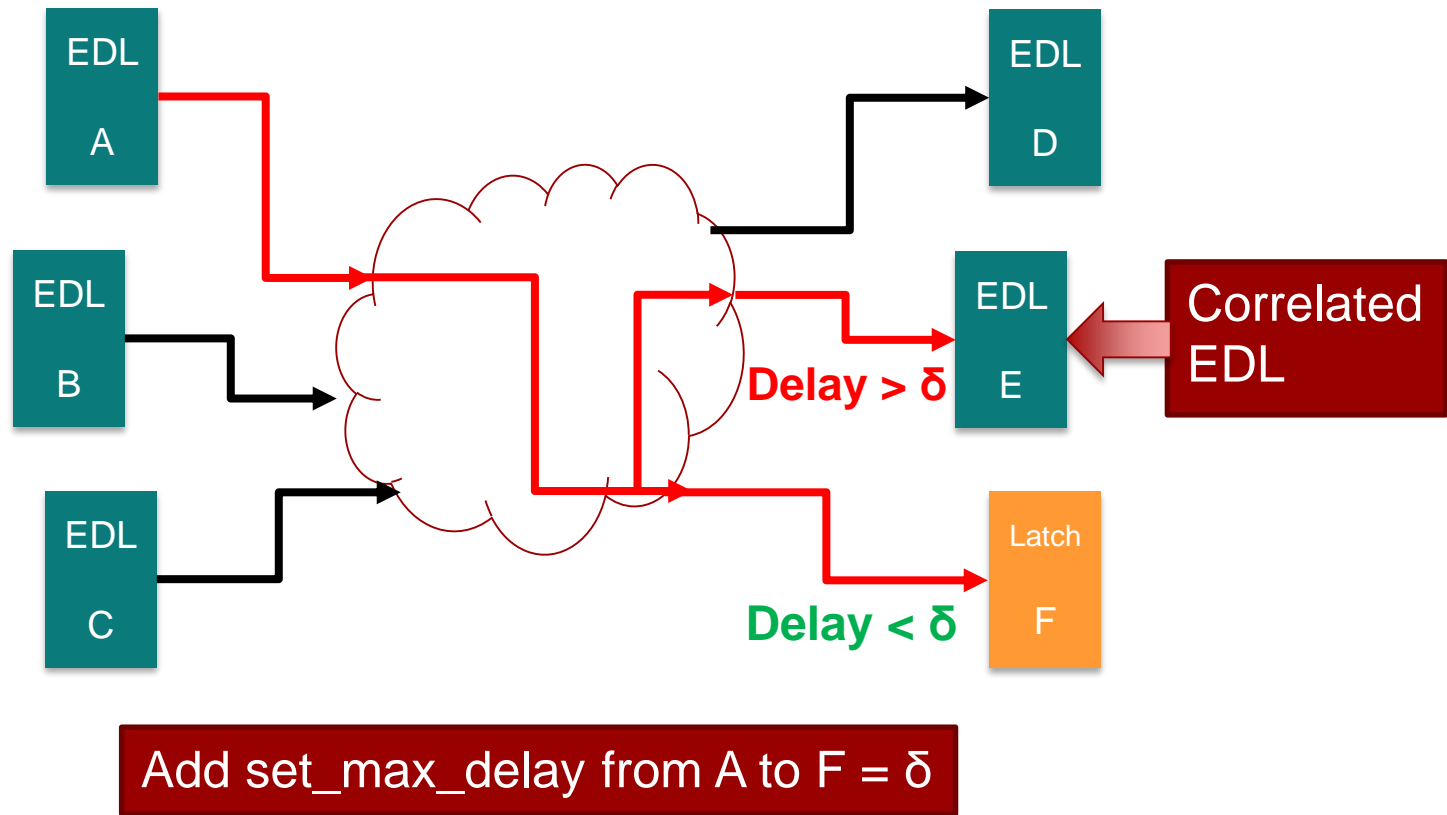 EDL
A
EDL
B
EDL
C
EDL
D
EDL
E
Correlated
EDL
Delay > δ
Latch
F
Delay < δ
Add set_max_delay from A to F = δ